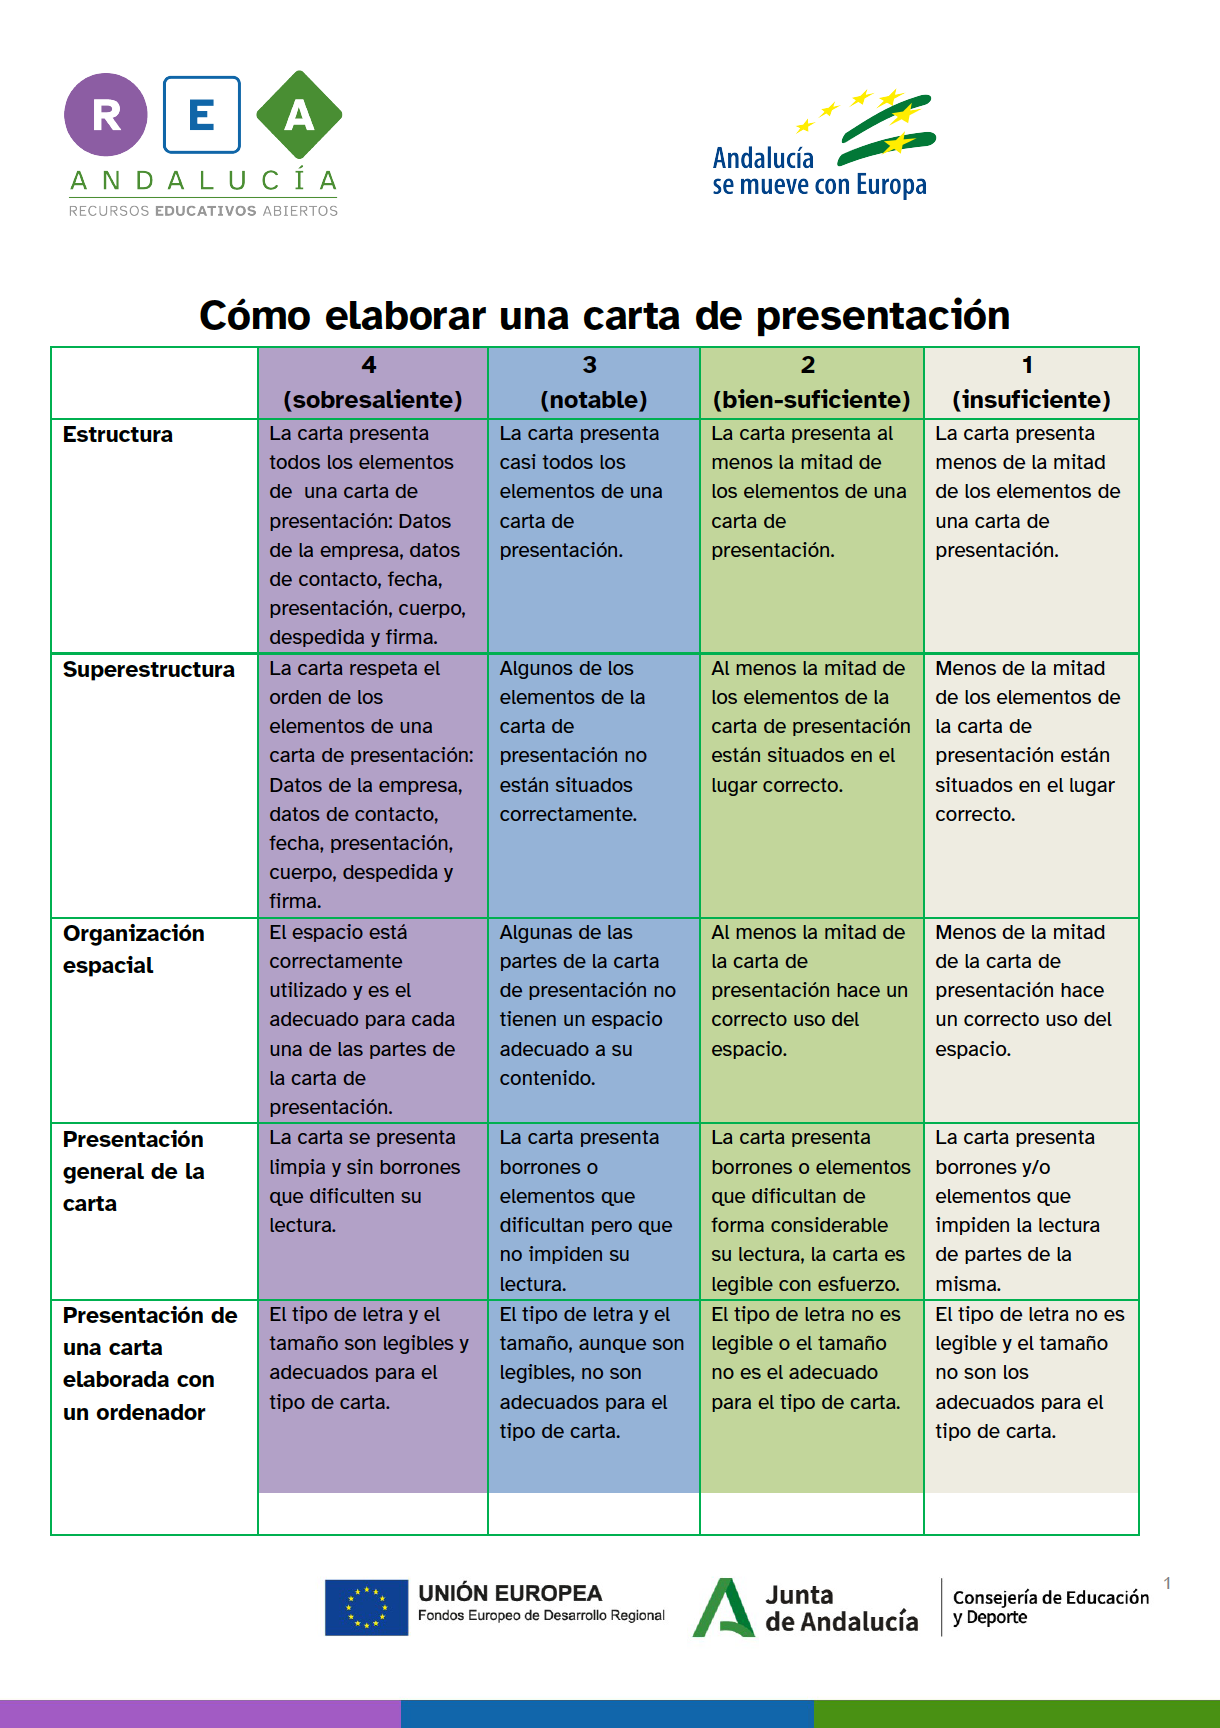 R E A
ANDALUCÍA
RECURSOS EDUCATIVOS ABIERTOS
Andalucía
se mueve con Europa
Cómo elaborar una carta de presentación
4
(sobresaliente)
3
(notable)
2
(bien-suficiente)
1
(insuficiente)
Estructura
La carta presenta
todos los elementos
de  una carta de
presentación: Datos
de la empresa, datos
de contacto, fecha,
presentación, cuerpo,
despedida y firma.
La carta presenta
casi todos los
elementos de una
carta de
presentación.
La carta presenta al
menos la mitad de
los elementos de una
carta de
presentación.
La carta presenta
menos de la mitad
de los elementos de
una carta de
presentación.
Superestructura
La carta respeta el
orden de los
elementos de una
carta de presentación:
Datos de la empresa,
datos de contacto,
fecha, presentación,
cuerpo, despedida y
firma.
Algunos de los
elementos de la
carta de
presentación no
están situados
correctamente.
Al menos la mitad de
los elementos de la
carta de presentación
están situados en el
lugar correcto.
Menos de la mitad
de los elementos de
la carta de
presentación están
situados en el lugar
correcto.
Organización
espacial
El espacio está
correctamente
utilizado y es el
adecuado para cada
una de las partes de
la carta de
presentación.
Algunas de las
partes de la carta
de presentación no
tienen un espacio
adecuado a su
contenido.
Al menos la mitad de
la carta de
presentación hace un
correcto uso del
espacio.
Menos de la mitad
de la carta de
presentación hace
un correcto uso del
espacio.
Presentación
general de la
carta
La carta se presenta
limpia y sin borrones
que dificulten su
lectura.
La carta presenta
borrones o
elementos que
dificultan pero que
no impiden su
lectura.
La carta presenta
borrones o elementos
que dificultan de
forma considerable
su lectura, la carta es
legible con esfuerzo.
La carta presenta
borrones y/o
elementos que
impiden la lectura
de partes de la
misma.
Presentación de
una carta
elaborada con
un ordenador
El tipo de letra y el
tamaño son legibles y
adecuados para el
tipo de carta.
El tipo de letra y el
tamaño, aunque son
legibles, no son
adecuados para el
tipo de carta.
El tipo de letra no es
legible o el tamaño
no es el adecuado
para el tipo de carta.
El tipo de letra no es
legible y el tamaño
no son los
adecuados para el
tipo de carta.
UNIÓN EUROPEA
Fondos Europeo de Desarrollo Regional
Junta
de Andalucía
Consejería de Educación
y Deporte
1